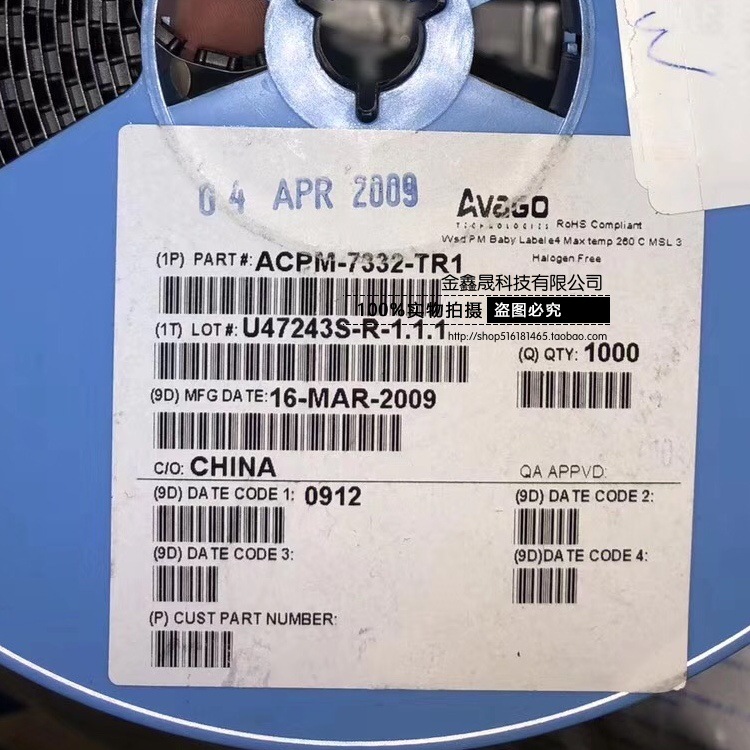 04 APR 2009
AVAGO
TECHNOLOGIES RoHS Compliant
Wsd PM Baby Label e4 Max temp 260 C MSL 3
Halogen Free
(1P) PART#: ACPM-7332-TR1
金鑫晟科技有限公司
100%实物拍摄 盗图必究
(1T) LOT #: U47243S-R-1.1.1
http://shop516181465.taobao.com
(Q) QTY: 1000
(9D) MFG DATE: 16-MAR-2009
C/O: CHINA QA APPVD:
(9D) DATE CODE 1: 0912 (9D) DATE CODE 2:
(9D) DATE CODE 3: (9D)DATE CODE 4:
(P) CUST PART NUMBER: